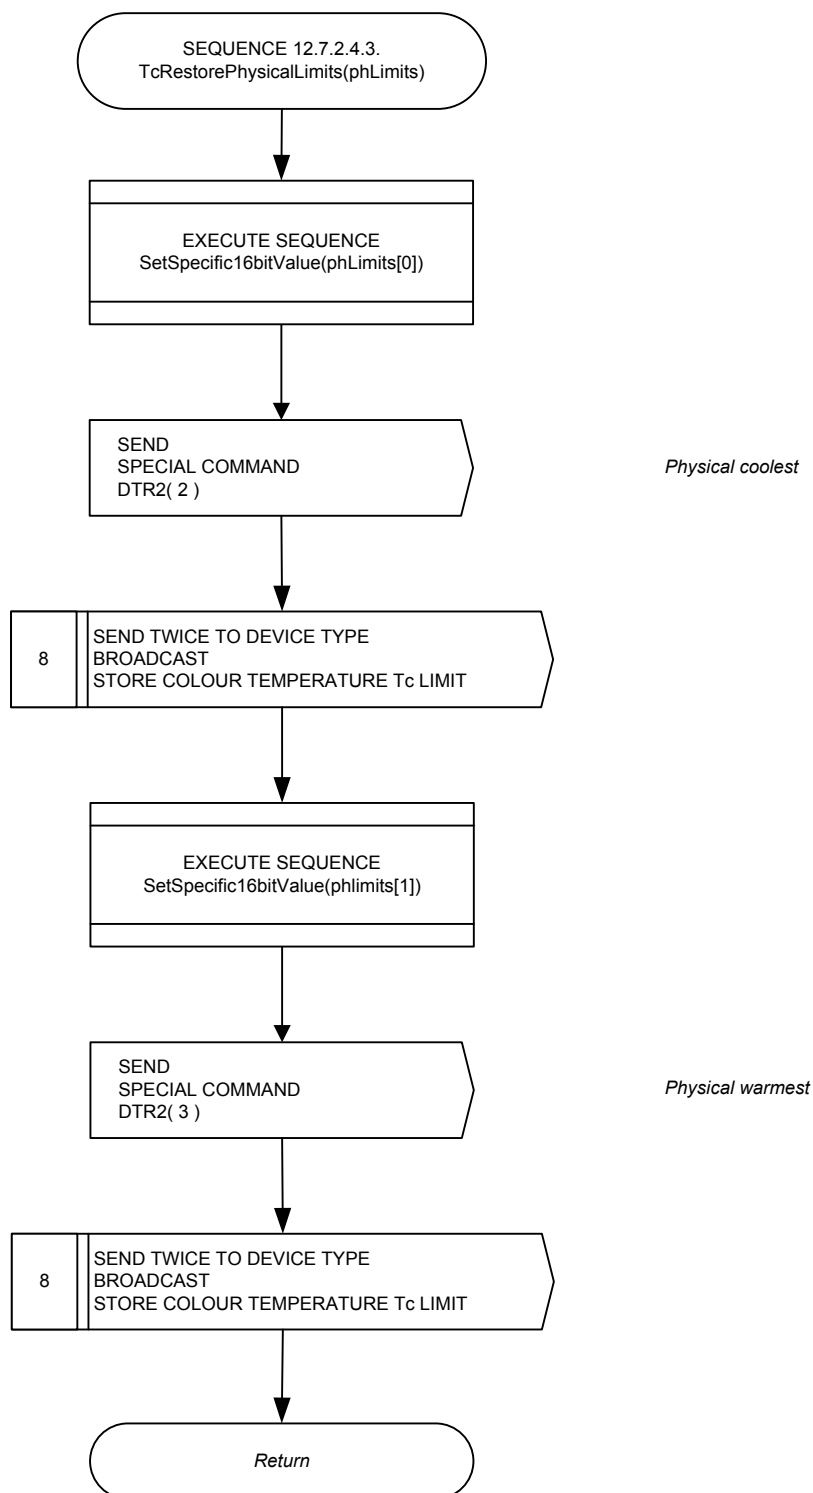 SEQUENCE 12.7.2.4.3.
TcRestorePhysicalLimits(phLimits)
EXECUTE SEQUENCE
SetSpecific16bitValue(phLimits[0])
SEND
SPECIAL COMMAND
DTR2( 2 )
Physical coolest
8
SEND TWICE TO DEVICE TYPE
BROADCAST
STORE COLOUR TEMPERATURE Tc LIMIT
EXECUTE SEQUENCE
SetSpecific16bitValue(phlimits[1])
SEND
SPECIAL COMMAND
DTR2( 3 )
Physical warmest
8
SEND TWICE TO DEVICE TYPE
BROADCAST
STORE COLOUR TEMPERATURE Tc LIMIT
Return